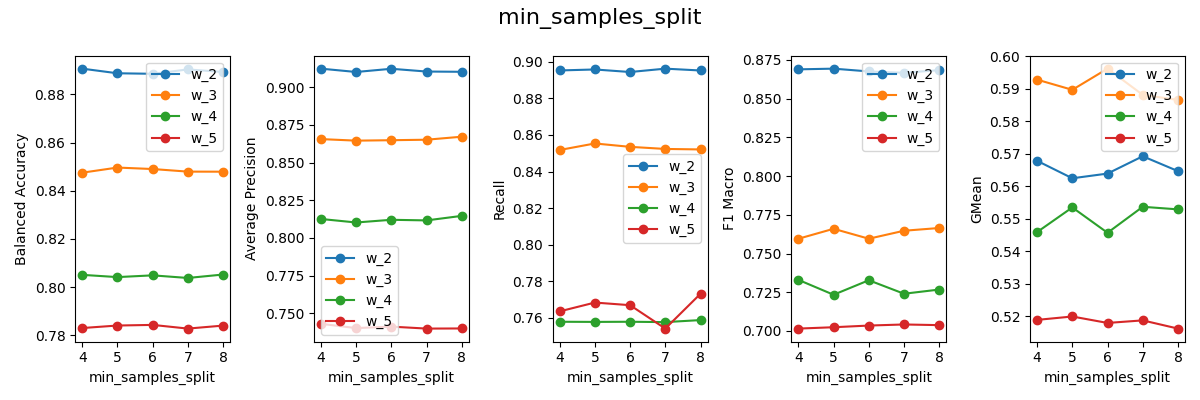 min_samples_split
Balanced Accuracy
0.88
0.86
0.84
0.82
0.80
0.78
4 5 6 7 8
min_samples_split
w_2
w_3
w_4
w_5
Average Precision
0.900
0.875
0.850
0.825
0.800
0.775
0.750
4 5 6 7 8
min_samples_split
w_2
w_3
w_4
w_5
Recall
0.90
0.88
0.86
0.84
0.82
0.80
0.78
0.76
4 5 6 7 8
min_samples_split
w_2
w_3
w_4
w_5
F1 Macro
0.875
0.850
0.825
0.800
0.775
0.750
0.725
0.700
4 5 6 7 8
min_samples_split
w_2
w_3
w_4
w_5
GMean
0.60
0.59
0.58
0.57
0.56
0.55
0.54
0.53
0.52
4 5 6 7 8
min_samples_split
w_2
w_3
w_4
w_5